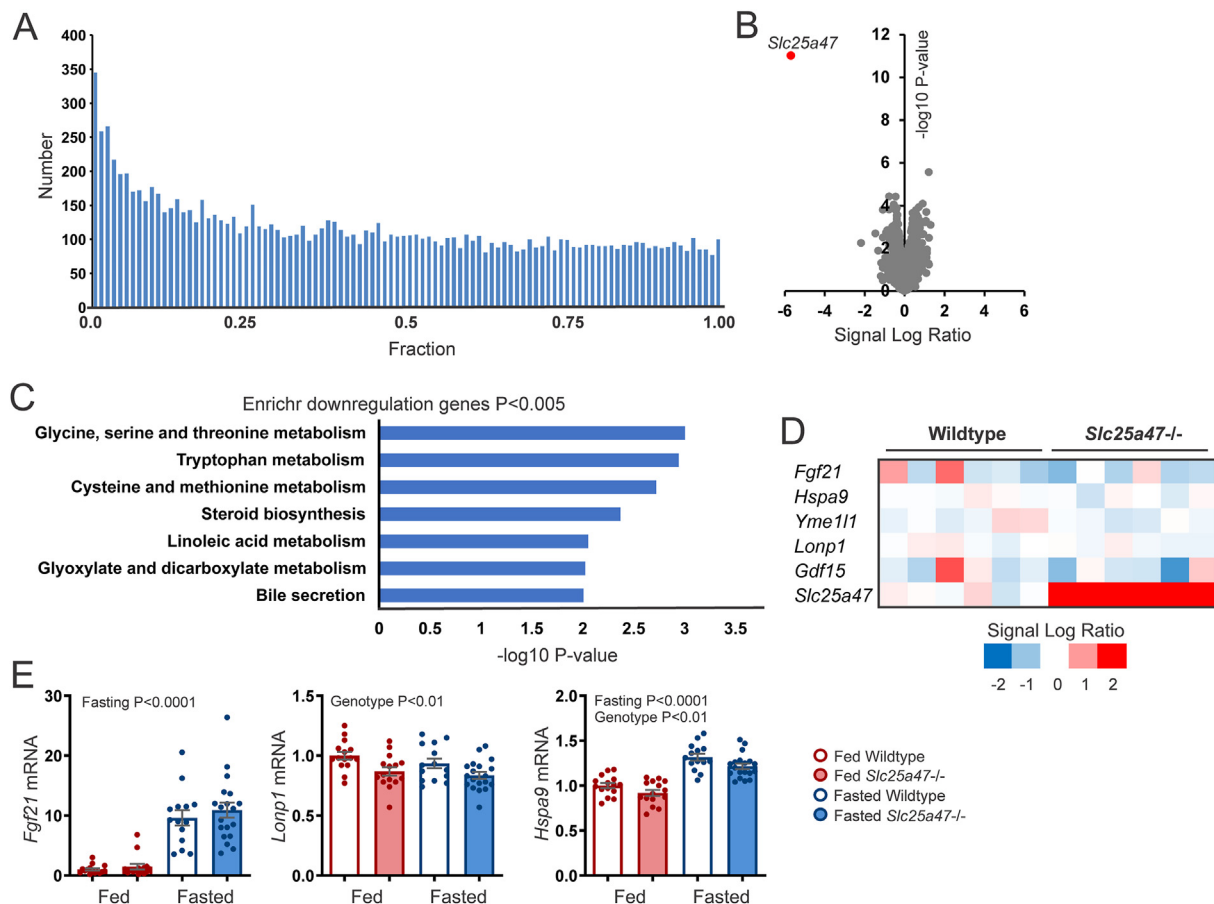 A
400
350
300
250
200
150
100
50
0
Number
0.0
0.25
0.5
0.75
1.00
Fraction
B
Slc25a47
12
10
8
6
4
2
0
-log10 P-value
-6
-4
-2
0
2
4
6
Signal Log Ratio
C
Enrichr downregulation genes P<0.005
Glycine, serine and threonine metabolism
Tryptophan metabolism
Cysteine and methionine metabolism
Steroid biosynthesis
Linoleic acid metabolism
Glyoxylate and dicarboxylate metabolism
Bile secretion
0
0.5
1
1.5
2
2.5
3
3.5
-log10 P-value
D
Wildtype
Slc25a47-/-
Fgf21
Hspa9
Yme1l1
Lonp1
Gdf15
Slc25a47
Signal Log Ratio
-2
-1
0
1
2
E
Fgf21 mRNA
30
20
10
0
Fasting P<0.0001
Fed
Fasted
Lonp1 mRNA
1.5
1.0
0.5
0.0
Genotype P<0.01
Fed
Fasted
Hspa9 mRNA
2.0
1.5
1.0
0.5
0.0
Fasting P<0.0001
Genotype P<0.01
Fed
Fasted
Fed Wildtype
Fed Slc25a47-/-
Fasted Wildtype
Fasted Slc25a47-/-